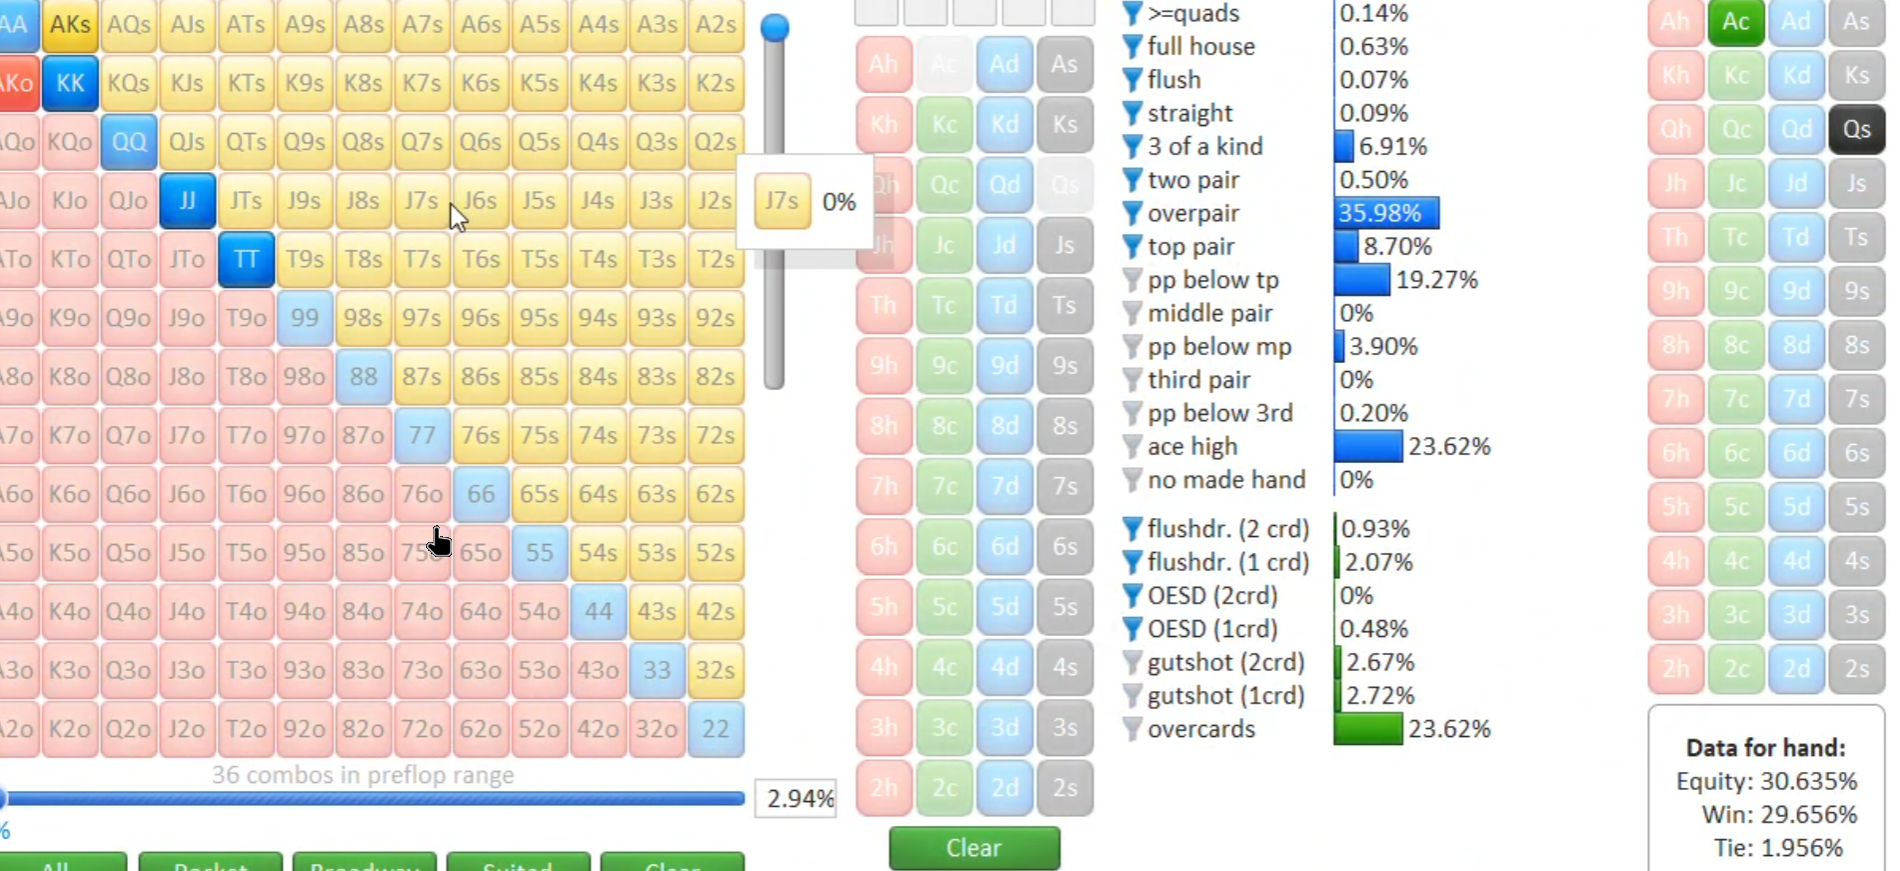 AA AKs AQs AJs ATs A9s A8s A7s A6s A5s A4s A3s A2s
AKo KK KQs KJs KTs K9s K8s K7s K6s K5s K4s K3s K2s
AQo KQo QQ QJs QTs Q9s Q8s Q7s Q6s Q5s Q4s Q3s Q2s
AJo KJo QJo JJ JTs J9s J8s J7s J6s J5s J4s J3s J2s
ATo KTo QTo JTo TT T9s T8s T7s T6s T5s T4s T3s T2s
A9o K9o Q9o J9o T9o 99 98s 97s 96s 95s 94s 93s 92s
A8o K8o Q8o J8o T8o 98o 88 87s 86s 85s 84s 83s 82s
A7o K7o Q7o J7o T7o 97o 87o 77 76s 75s 74s 73s 72s
A6o K6o Q6o J6o T6o 96o 86o 76o 66 65s 64s 63s 62s
A5o K5o Q5o J5o T5o 95o 85o 75o 65o 55 54s 53s 52s
A4o K4o Q4o J4o T4o 94o 84o 74o 64o 54o 44 43s 42s
A3o K3o Q3o J3o T3o 93o 83o 73o 63o 53o 43o 33 32s
A2o K2o Q2o J2o T2o 92o 82o 72o 62o 52o 42o 32o 22
36 combos in preflop range
2.94%
%
All Pocket Broadway Suited Clear
J7s 0%
Ah Ac Ad As
Kh Kc Kd Ks
Qh Qc Qd Qs
Jh Jc Jd Js
Th Tc Td Ts
9h 9c 9d 9s
8h 8c 8d 8s
7h 7c 7d 7s
6h 6c 6d 6s
5h 5c 5d 5s
4h 4c 4d 4s
3h 3c 3d 3s
2h 2c 2d 2s
Clear
>=quads 0.14%
full house 0.63%
flush 0.07%
straight 0.09%
3 of a kind 6.91%
two pair 0.50%
overpair 35.98%
top pair 8.70%
pp below tp 19.27%
middle pair 0%
pp below mp 3.90%
third pair 0%
pp below 3rd 0.20%
ace high 23.62%
no made hand 0%
flushdr. (2 crd) 0.93%
flushdr. (1 crd) 2.07%
OESD (2crd) 0%
OESD (1crd) 0.48%
gutshot (2crd) 2.67%
gutshot (1crd) 2.72%
overcards 23.62%
Ah Ac Ad As
Kh Kc Kd Ks
Qh Qc Qd Qs
Jh Jc Jd Js
Th Tc Td Ts
9h 9c 9d 9s
8h 8c 8d 8s
7h 7c 7d 7s
6h 6c 6d 6s
5h 5c 5d 5s
4h 4c 4d 4s
3h 3c 3d 3s
2h 2c 2d 2s
Data for hand:
Equity: 30.635%
Win: 29.656%
Tie: 1.956%